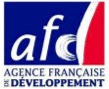 afd
AGENCE FRANÇAISE
DE DÉVELOPPEMENT